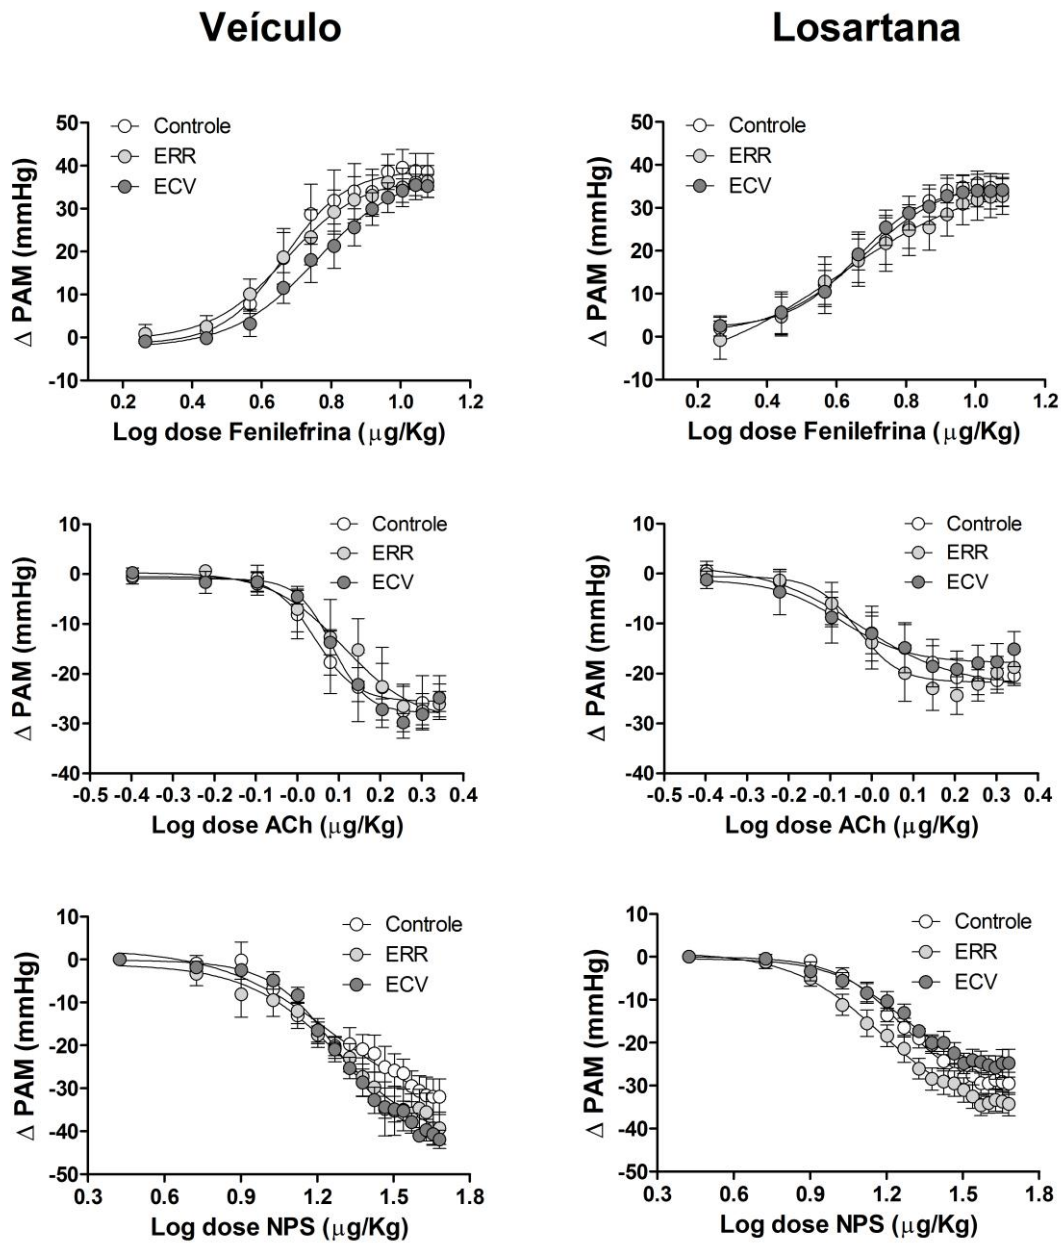 Veículo
Losartana
Controle
ERR
ECV
Δ PAM (mmHg)
50
40
30
20
10
0
-10
0.2 0.4 0.6 0.8 1.0 1.2
Log dose Fenilefrina (μg/Kg)
Controle
ERR
ECV
Δ PAM (mmHg)
50
40
30
20
10
0
-10
0.2 0.4 0.6 0.8 1.0 1.2
Log dose Fenilefrina (μg/Kg)
Controle
ERR
ECV
Δ PAM (mmHg)
10
0
-10
-20
-30
-40
-0.5 -0.4 -0.3 -0.2 -0.1 -0.0 0.1 0.2 0.3 0.4
Log dose ACh (μg/Kg)
Controle
ERR
ECV
Δ PAM (mmHg)
10
0
-10
-20
-30
-40
-0.5 -0.4 -0.3 -0.2 -0.1 -0.0 0.1 0.2 0.3 0.4
Log dose ACh (μg/Kg)
Controle
ERR
ECV
Δ PAM (mmHg)
10
0
-10
-20
-30
-40
-50
0.3 0.6 0.9 1.2 1.5 1.8
Log dose NPS (μg/Kg)
Controle
ERR
ECV
Δ PAM (mmHg)
10
0
-10
-20
-30
-40
-50
0.3 0.6 0.9 1.2 1.5 1.8
Log dose NPS (μg/Kg)